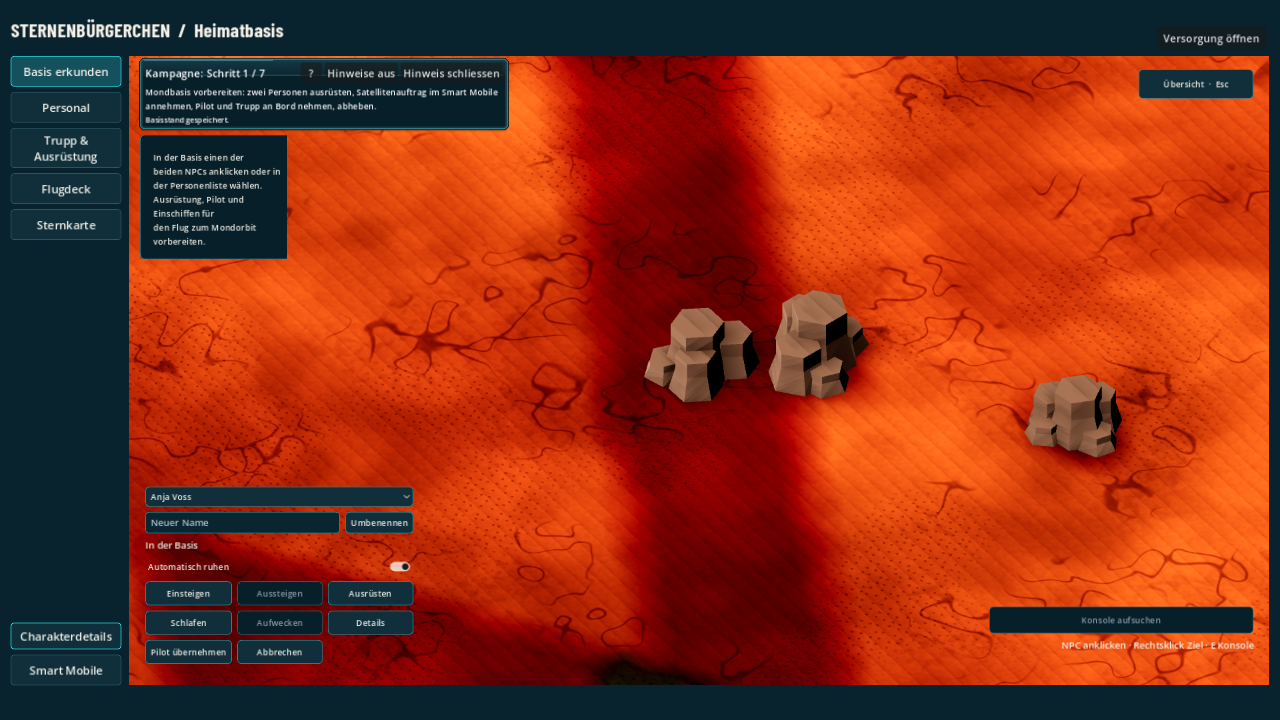 STERNENBÜRGERCHEN / Heimatbasis
Versorgung öffnen
Basis erkunden
Personal
Trupp &
Ausrüstung
Flugdeck
Sternkarte
Kampagne: Schritt 1 / 7
? Hinweise aus Hinweis schliessen
Mondbasis vorbereiten: zwei Personen ausrüsten, Satellitenauftrag im Smart Mobile
annehmen, Pilot und Trupp an Bord nehmen, abheben.
Basisstand gespeichert.
Übersicht · Esc
In der Basis einen der
beiden NPCs anklicken oder in
der Personenliste wählen.
Ausrüstung, Pilot und
Einschiffen für
den Flug zum Mondorbit
vorbereiten.
Anja Voss
Neuer Name
Umbenennen
In der Basis
Automatisch ruhen
Einsteigen
Aussteigen
Ausrüsten
Schlafen
Aufwecken
Details
Pilot übernehmen
Abbrechen
Konsole aufsuchen
NPC anklicken · Rechtsklick Ziel · E Konsole
Charakterdetails
Smart Mobile